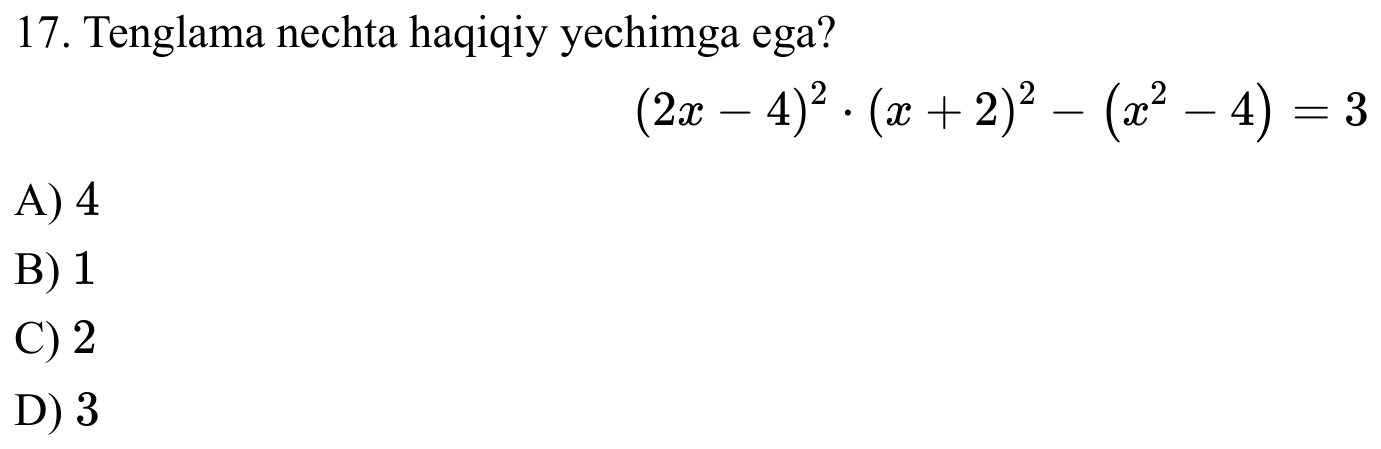 17. Tenglama nechta haqiqiy yechimga ega?
(2x − 4)² · (x + 2)² − (x² − 4) = 3
A) 4
B) 1
C) 2
D) 3